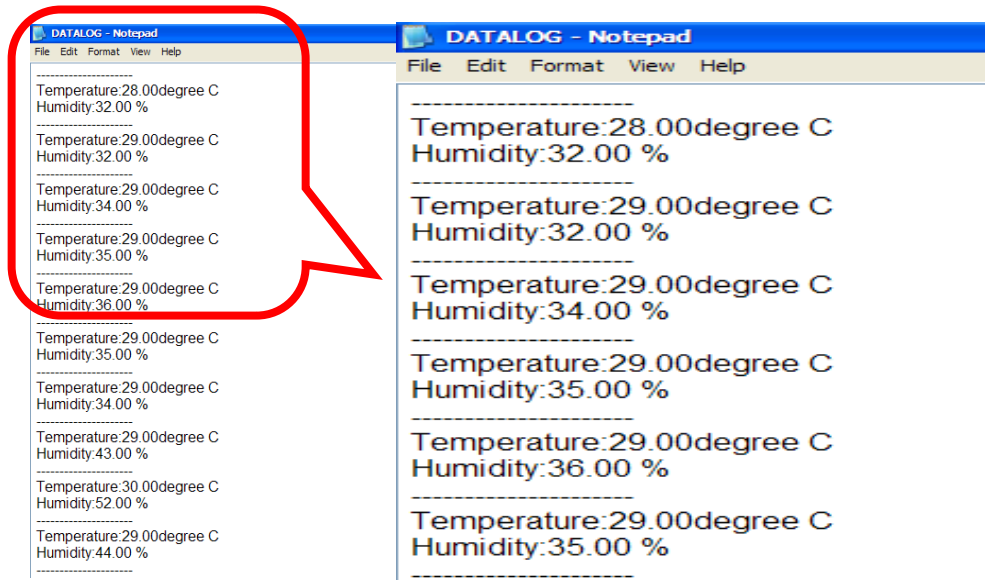 DATALOG - Notepad
File Edit Format View Help
---------------------
Temperature:28.00degree C
Humidity:32.00 %
---------------------
Temperature:29.00degree C
Humidity:32.00 %
---------------------
Temperature:29.00degree C
Humidity:34.00 %
---------------------
Temperature:29.00degree C
Humidity:35.00 %
---------------------
Temperature:29.00degree C
Humidity:36.00 %
---------------------
Temperature:29.00degree C
Humidity:35.00 %
---------------------
Temperature:29.00degree C
Humidity:34.00 %
---------------------
Temperature:29.00degree C
Humidity:43.00 %
---------------------
Temperature:30.00degree C
Humidity:52.00 %
---------------------
Temperature:29.00degree C
Humidity:44.00 %
---------------------
DATALOG - Notepad
File Edit Format View Help
---------------------
Temperature:28.00degree C
Humidity:32.00 %
---------------------
Temperature:29.00degree C
Humidity:32.00 %
---------------------
Temperature:29.00degree C
Humidity:34.00 %
---------------------
Temperature:29.00degree C
Humidity:35.00 %
---------------------
Temperature:29.00degree C
Humidity:36.00 %
---------------------
Temperature:29.00degree C
Humidity:35.00 %
---------------------